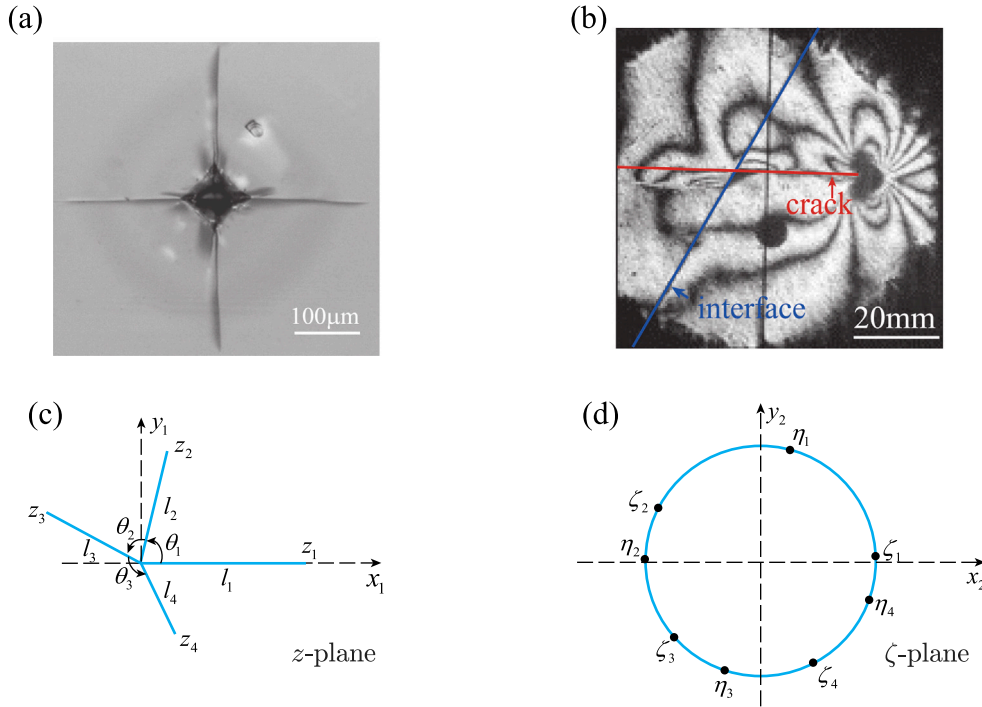 (a)
(b)
100μm
crack
interface
20mm
(c)
(d)
y₁
z₂
z₃
θ₂
l₂
θ₁
l₃
z₁
θ₃
l₄
l₁
x₁
z₄
z-plane
y₂
η₁
ζ₂
η₂
ζ₁
x₂
η₄
ζ₃
η₃
ζ₄
ζ-plane